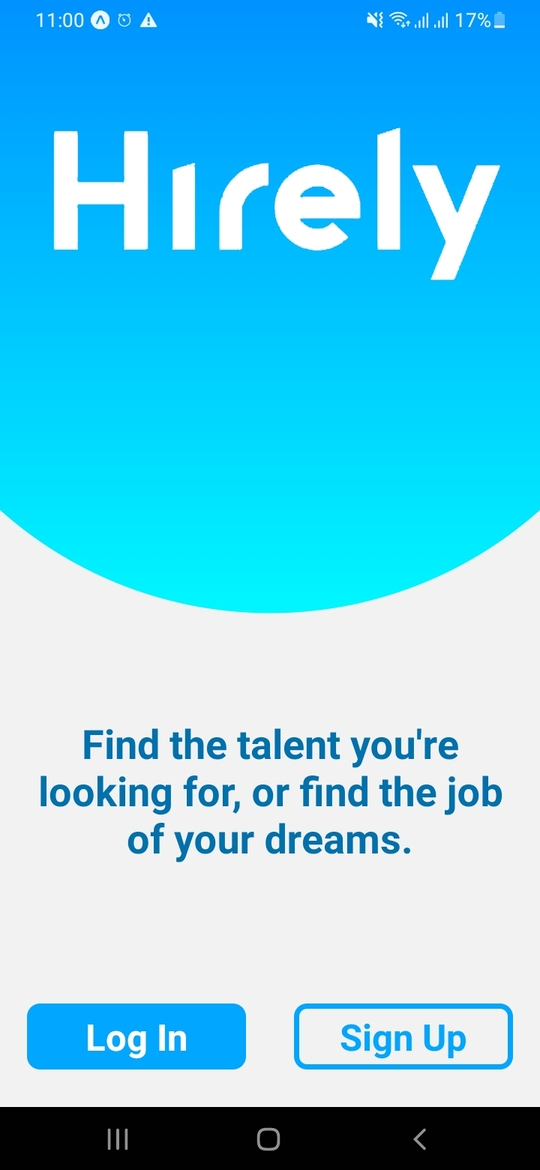 11:00 17%
Hirely
Find the talent you're
looking for, or find the job
of your dreams.
Log In Sign Up